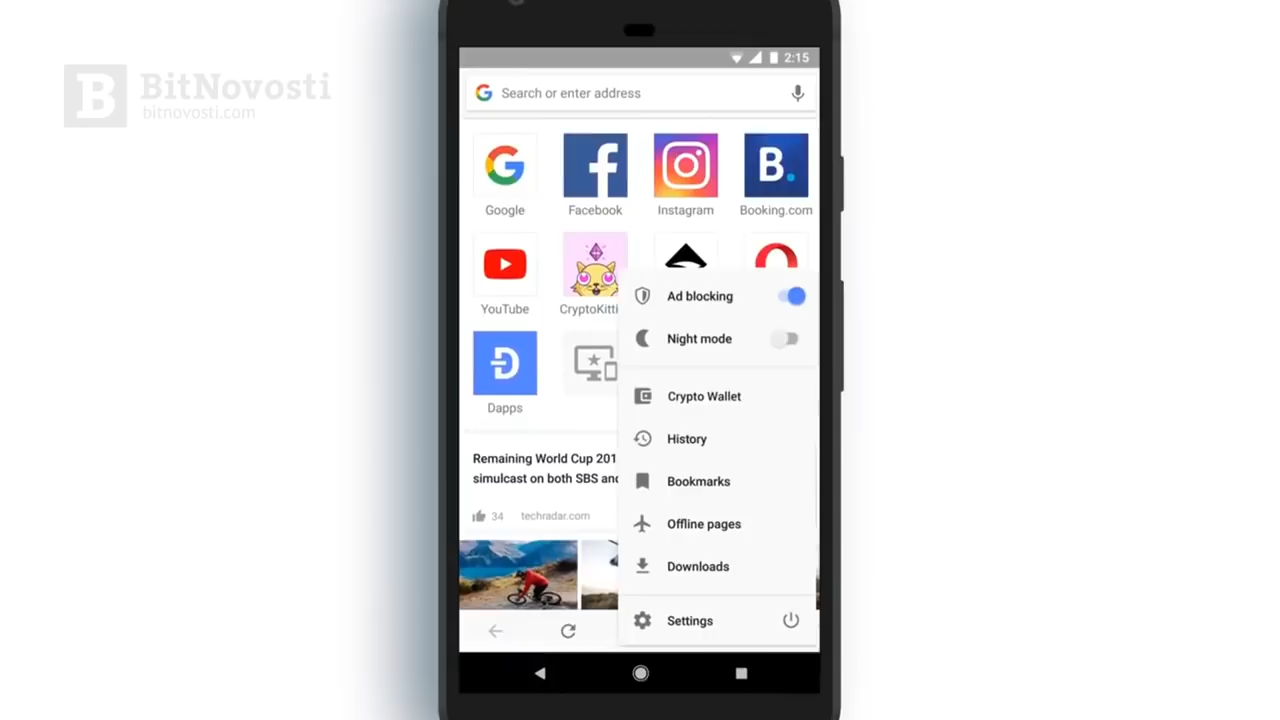 BitNovosti
bitnovosti.com
2:15
Search or enter address
Google
Facebook
Instagram
B.
Booking.com
YouTube
CryptoKitti
Dapps
Ad blocking
Night mode
Crypto Wallet
History
Bookmarks
Offline pages
Downloads
Settings
Remaining World Cup 201
simulcast on both SBS and
34 techradar.com